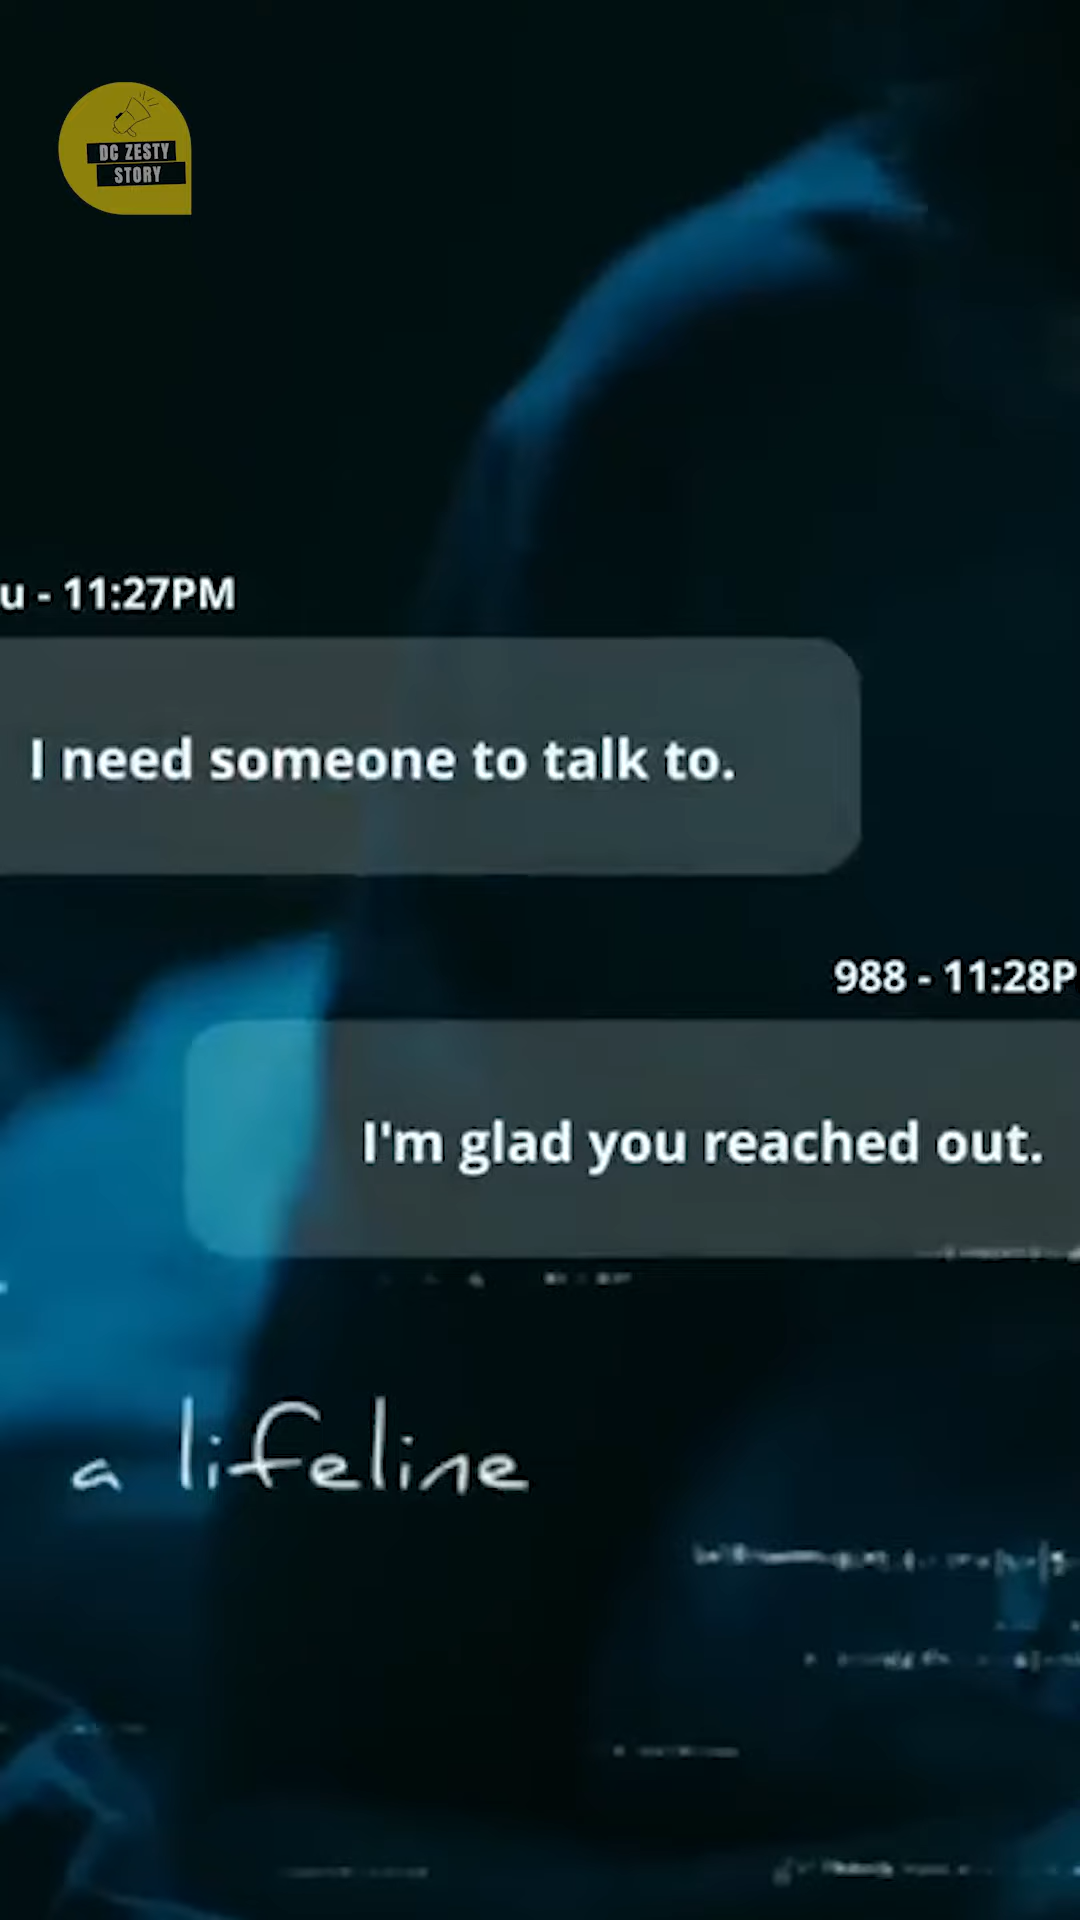 DC ZESTY
STORY
u - 11:27PM
I need someone to talk to.
988 - 11:28P
I'm glad you reached out.
a lifeline